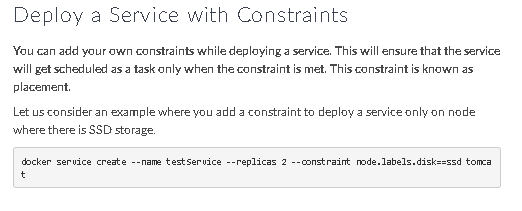 Deploy a Service with Constraints
You can add your own constraints while deploying a service. This will ensure that the service
will get scheduled as a task only when the constraint is met. This constraint is known as
placement.
Let us consider an example where you add a constraint to deploy a service only on node
where there is SSD storage.
docker service create --name testService --replicas 2 --constraint node.labels.disk==ssd tomca
t